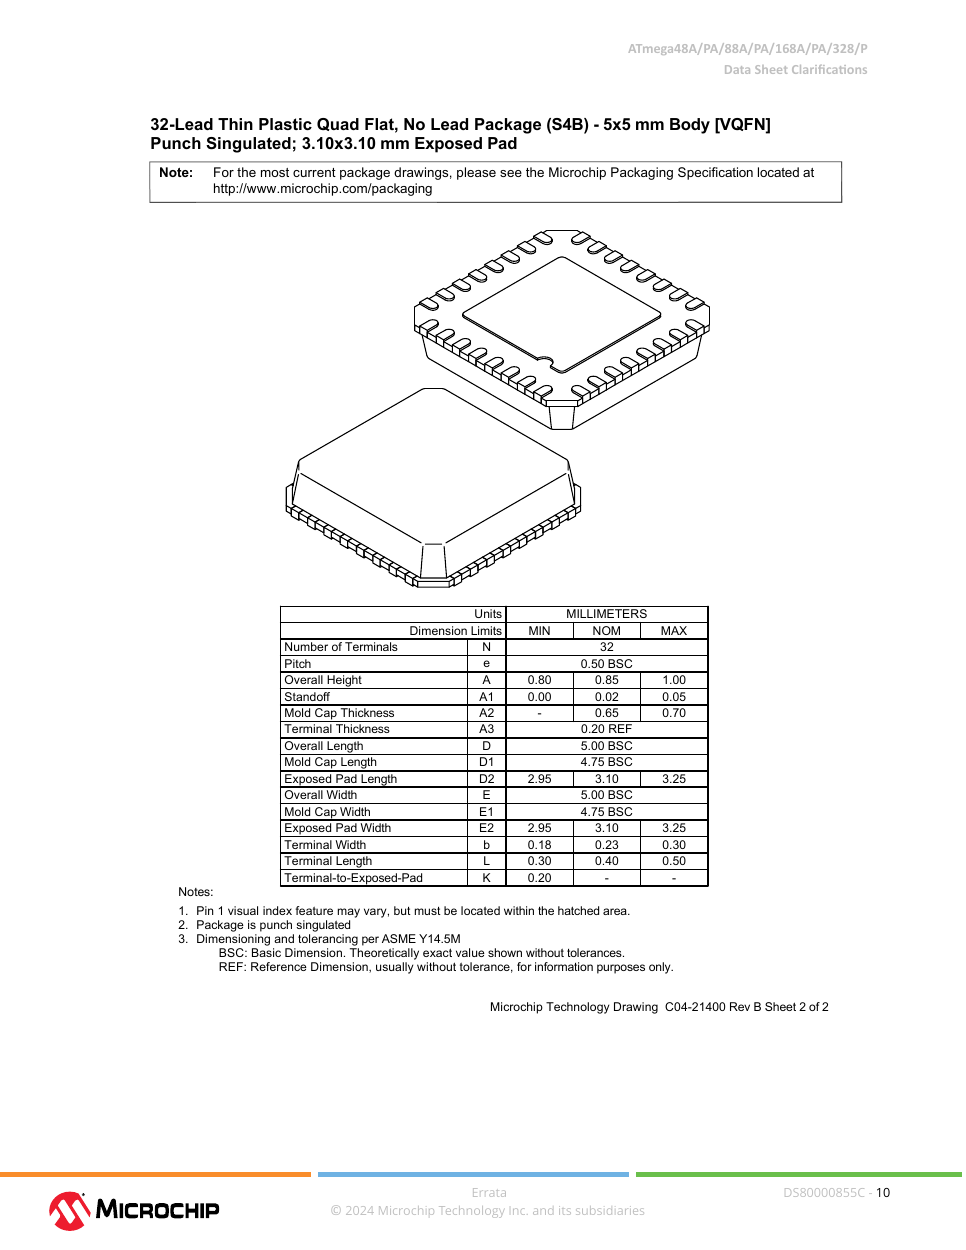 ATmega48A/PA/88A/PA/168A/PA/328/P
Data Sheet Clarifications
32-Lead Thin Plastic Quad Flat, No Lead Package (S4B) - 5x5 mm Body [VQFN]
Punch Singulated; 3.10x3.10 mm Exposed Pad
Note: For the most current package drawings, please see the Microchip Packaging Specification located at
http://www.microchip.com/packaging
Units MILLIMETERS
Dimension Limits MIN NOM MAX
Number of Terminals N 32
Pitch e 0.50 BSC
Overall Height A 0.80 0.85 1.00
Standoff A1 0.00 0.02 0.05
Mold Cap Thickness A2 - 0.65 0.70
Terminal Thickness A3 0.20 REF
Overall Length D 5.00 BSC
Mold Cap Length D1 4.75 BSC
Exposed Pad Length D2 2.95 3.10 3.25
Overall Width E 5.00 BSC
Mold Cap Width E1 4.75 BSC
Exposed Pad Width E2 2.95 3.10 3.25
Terminal Width b 0.18 0.23 0.30
Terminal Length L 0.30 0.40 0.50
Terminal-to-Exposed-Pad K 0.20 - -
Notes:
1. Pin 1 visual index feature may vary, but must be located within the hatched area.
2. Package is punch singulated
3. Dimensioning and tolerancing per ASME Y14.5M
BSC: Basic Dimension. Theoretically exact value shown without tolerances.
REF: Reference Dimension, usually without tolerance, for information purposes only.
Microchip Technology Drawing C04-21400 Rev B Sheet 2 of 2
MICROCHIP
Errata
© 2024 Microchip Technology Inc. and its subsidiaries
DS80000855C - 10